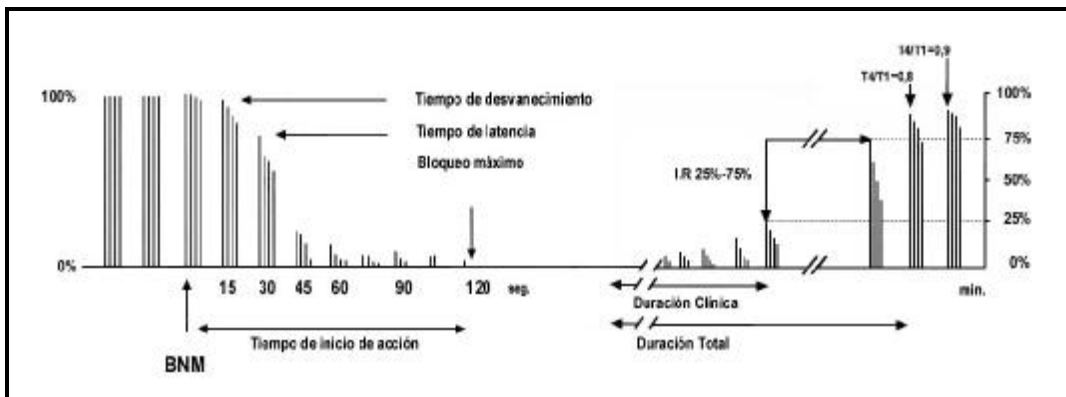 T4/T1=0,9
T4/T1=0,8
100%
Tiempo de desvanecimiento
100%
Tiempo de latencia
75%
Bloqueo máximo
I.R 25%-75%
50%
25%
0%
0%
15 30 45 60 90 120 seg.
min.
Duración Clínica
Tiempo de inicio de acción
Duración Total
BNM